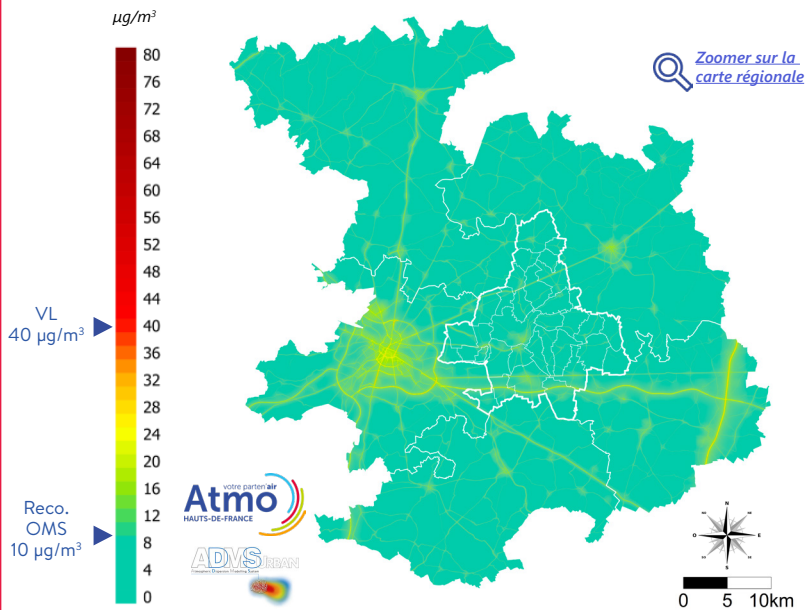 µg/m³
80
76
72
68
64
60
56
52
48
44
40
36
32
28
24
20
16
12
8
4
0
VL
40 µg/m³
Reco.
OMS
10 µg/m³
Zoomer sur la
carte régionale
votre parten'air
Atmo
HAUTS-DE-FRANCE
ADMS URBAN
N
O
E
S
0 5 10km